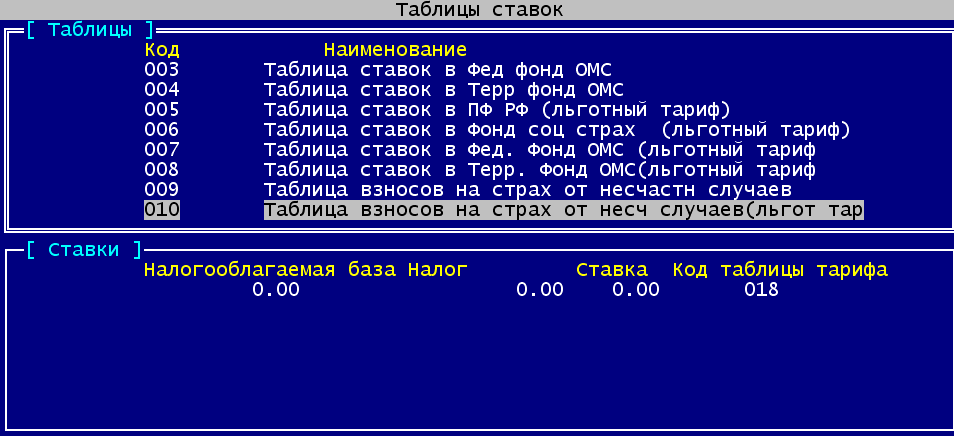 Таблицы ставок
[ Таблицы ]
Код Наименование
003 Таблица ставок в Фед фонд ОМС
004 Таблица ставок в Терр фонд ОМС
005 Таблица ставок в ПФ РФ (льготный тариф)
006 Таблица ставок в Фонд соц страх (льготный тариф)
007 Таблица ставок в Фед. Фонд ОМС (льготный тариф
008 Таблица ставок в Терр. Фонд ОМС(льготный тариф
009 Таблица взносов на страх от несчастн случаев
010 Таблица взносов на страх от несч случаев(льгот тар
[ Ставки ]
Налогооблагаемая база Налог Ставка Код таблицы тарифа
0.00 0.00 0.00 018